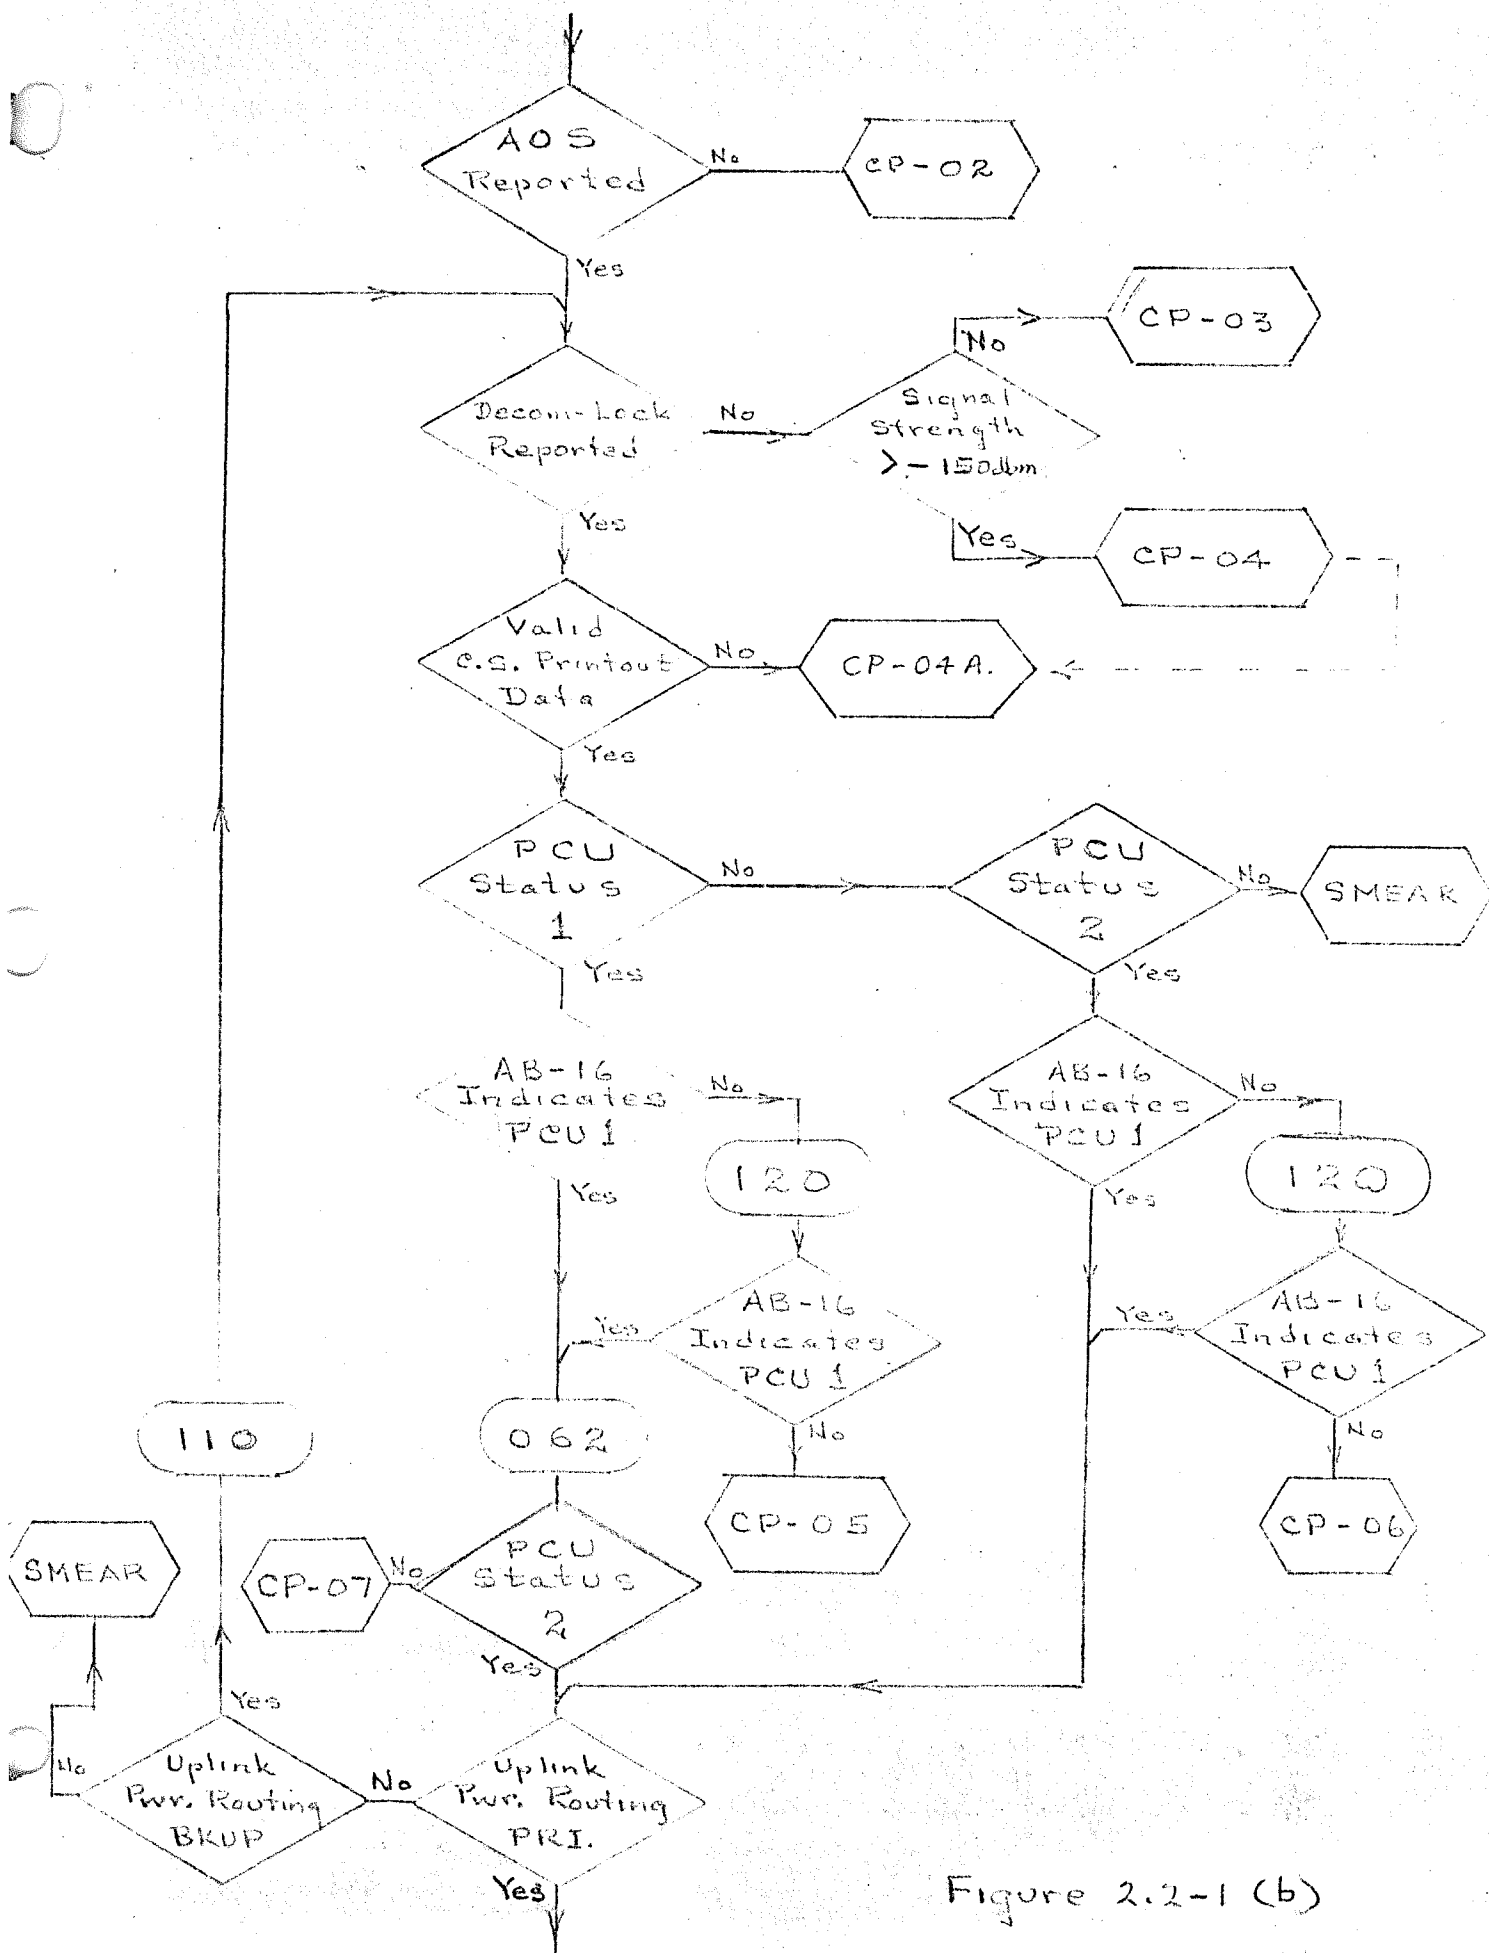 AOS
Reported
No
CP-02
Yes
CP-03
No
Decom-Lock
Reported
No
Signal
Strength
>-150dbm
Yes
Yes
CP-04
Valid
C.S. Printout
Data
No
CP-04A.
Yes
PCU
Status
1
No
PCU
Status
2
No
SMEAR
Yes
Yes
AB-16
Indicates
PCU 1
No
AB-16
Indicates
PCU 1
No
120
120
Yes
Yes
AB-16
Indicates
PCU 1
Yes
AB-16
Indicates
PCU 1
Yes
No
No
110
062
CP-05
CP-06
SMEAR
CP-07
No
PCU
Status
2
Yes
Yes
No
Uplink
Pwr. Routing
BKUP
No
Uplink
Pwr. Routing
PRI.
Yes
Figure 2.2-1 (b)